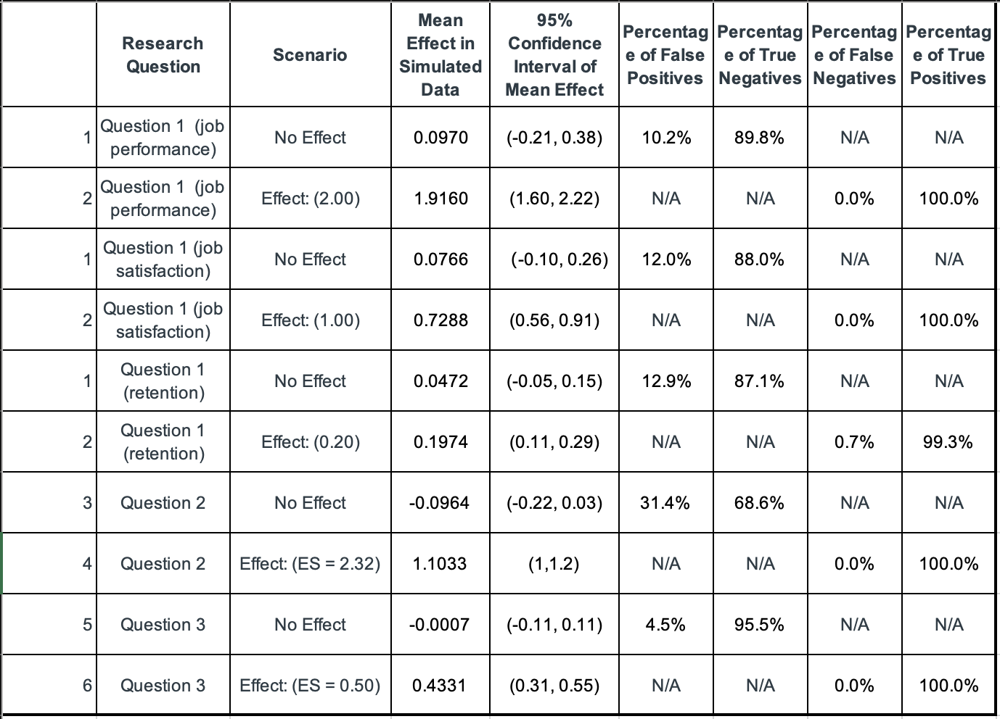 Research Question | Scenario | Mean Effect in Simulated Data | 95% Confidence Interval of Mean Effect | Percentage of False Positives | Percentage of True Negatives | Percentage of False Negatives | Percentage of True Positives
1 | Question 1 (job performance) | No Effect | 0.0970 | (-0.21, 0.38) | 10.2% | 89.8% | N/A | N/A
2 | Question 1 (job performance) | Effect: (2.00) | 1.9160 | (1.60, 2.22) | N/A | N/A | 0.0% | 100.0%
1 | Question 1 (job satisfaction) | No Effect | 0.0766 | (-0.10, 0.26) | 12.0% | 88.0% | N/A | N/A
2 | Question 1 (job satisfaction) | Effect: (1.00) | 0.7288 | (0.56, 0.91) | N/A | N/A | 0.0% | 100.0%
1 | Question 1 (retention) | No Effect | 0.0472 | (-0.05, 0.15) | 12.9% | 87.1% | N/A | N/A
2 | Question 1 (retention) | Effect: (0.20) | 0.1974 | (0.11, 0.29) | N/A | N/A | 0.7% | 99.3%
3 | Question 2 | No Effect | -0.0964 | (-0.22, 0.03) | 31.4% | 68.6% | N/A | N/A
4 | Question 2 | Effect: (ES = 2.32) | 1.1033 | (1,1.2) | N/A | N/A | 0.0% | 100.0%
5 | Question 3 | No Effect | -0.0007 | (-0.11, 0.11) | 4.5% | 95.5% | N/A | N/A
6 | Question 3 | Effect: (ES = 0.50) | 0.4331 | (0.31, 0.55) | N/A | N/A | 0.0% | 100.0%